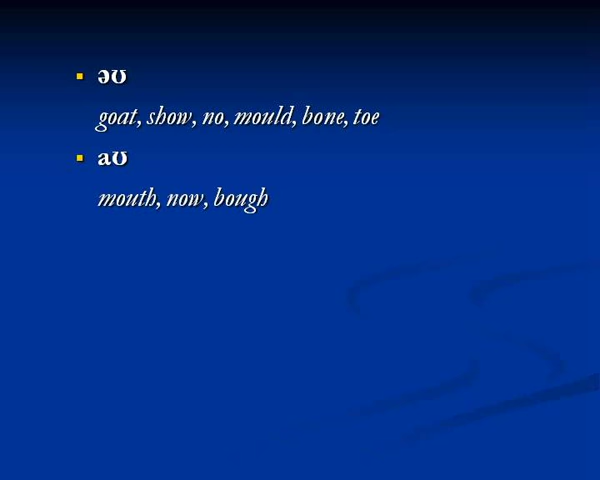 əʊ
goat, show, no, mould, bone, toe
aʊ
mouth, now, bough